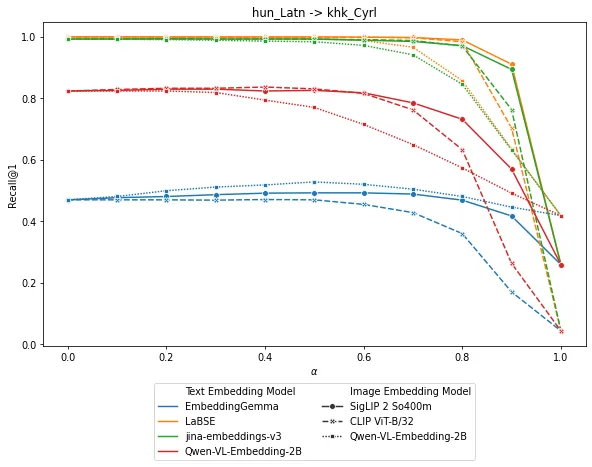 hun_Latn -> khk_Cyrl
Recall@1
1.0
0.8
0.6
0.4
0.2
0.0
0.0 0.2 0.4 0.6 0.8 1.0
α
Text Embedding Model
EmbeddingGemma
LaBSE
jina-embeddings-v3
Qwen-VL-Embedding-2B
Image Embedding Model
SigLIP 2 So400m
CLIP ViT-B/32
Qwen-VL-Embedding-2B